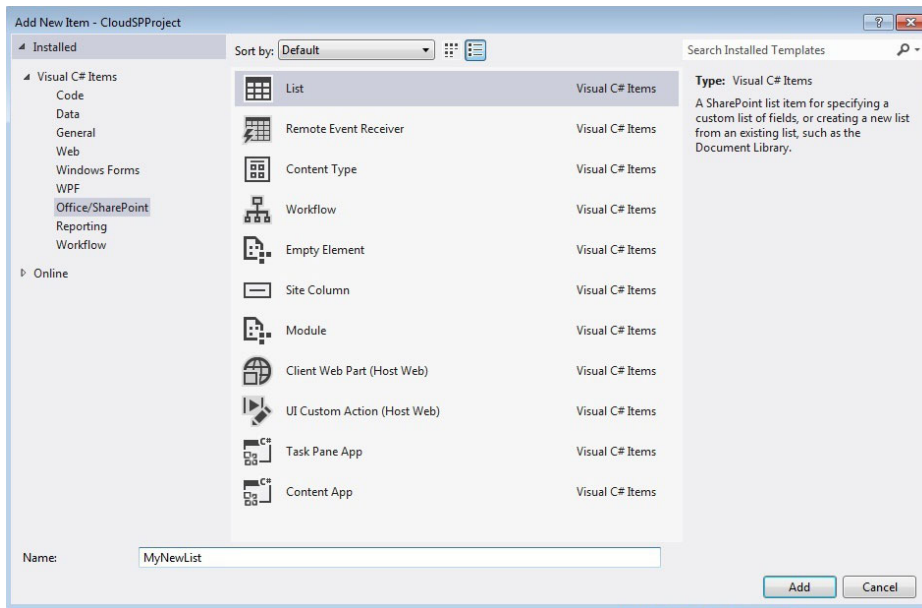 Add New Item - CloudSPProject
Installed
Sort by: Default
Search Installed Templates
Visual C# Items
Code
Data
General
Web
Windows Forms
WPF
Office/SharePoint
Reporting
Workflow
Online
List Visual C# Items
Remote Event Receiver Visual C# Items
Content Type Visual C# Items
Workflow Visual C# Items
Empty Element Visual C# Items
Site Column Visual C# Items
Module Visual C# Items
Client Web Part (Host Web) Visual C# Items
UI Custom Action (Host Web) Visual C# Items
C# Task Pane App Visual C# Items
C# Content App Visual C# Items
Type: Visual C# Items
A SharePoint list item for specifying a
custom list of fields, or creating a new list
from an existing list, such as the
Document Library.
Name: MyNewList
Add Cancel